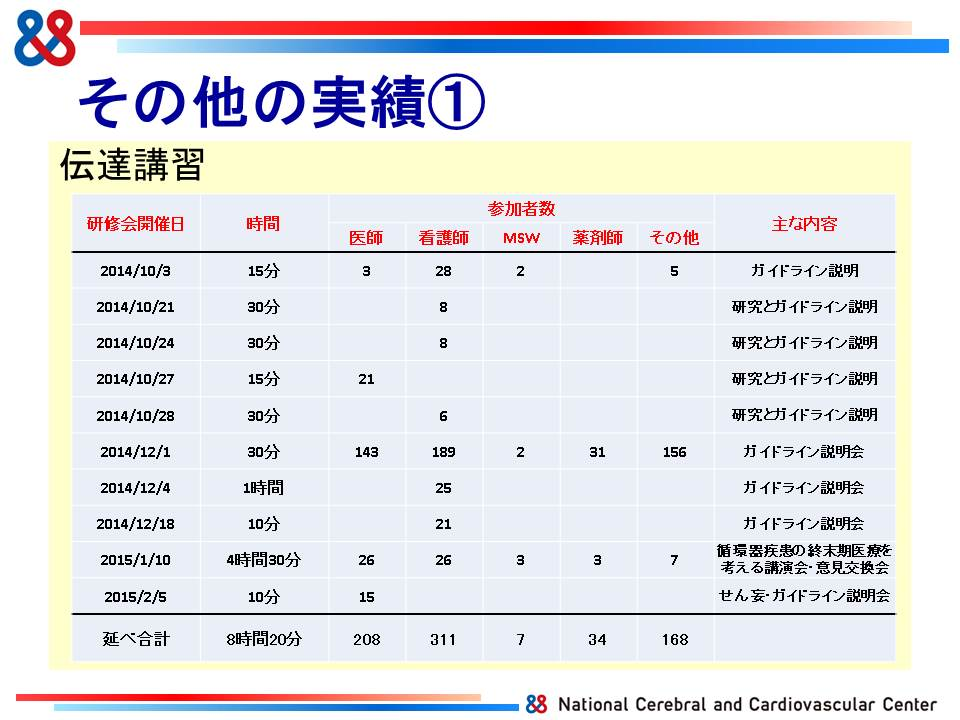 その他の実績①
伝達講習
研修会開催日 時間 参加者数 主な内容
医師 看護師 MSW 薬剤師 その他
2014/10/3 15分 3 28 2 5 ガイドライン説明
2014/10/21 30分 8 研究とガイドライン説明
2014/10/24 30分 8 研究とガイドライン説明
2014/10/27 15分 21 研究とガイドライン説明
2014/10/28 30分 6 研究とガイドライン説明
2014/12/1 30分 143 189 2 31 156 ガイドライン説明会
2014/12/4 1時間 25 ガイドライン説明会
2014/12/18 10分 21 ガイドライン説明会
2015/1/10 4時間30分 26 26 3 3 7 循環器疾患の終末期医療を
考える講演会・意見交換会
2015/2/5 10分 15 せん妄・ガイドライン説明会
延べ合計 8時間20分 208 311 7 34 168
National Cerebral and Cardiovascular Center